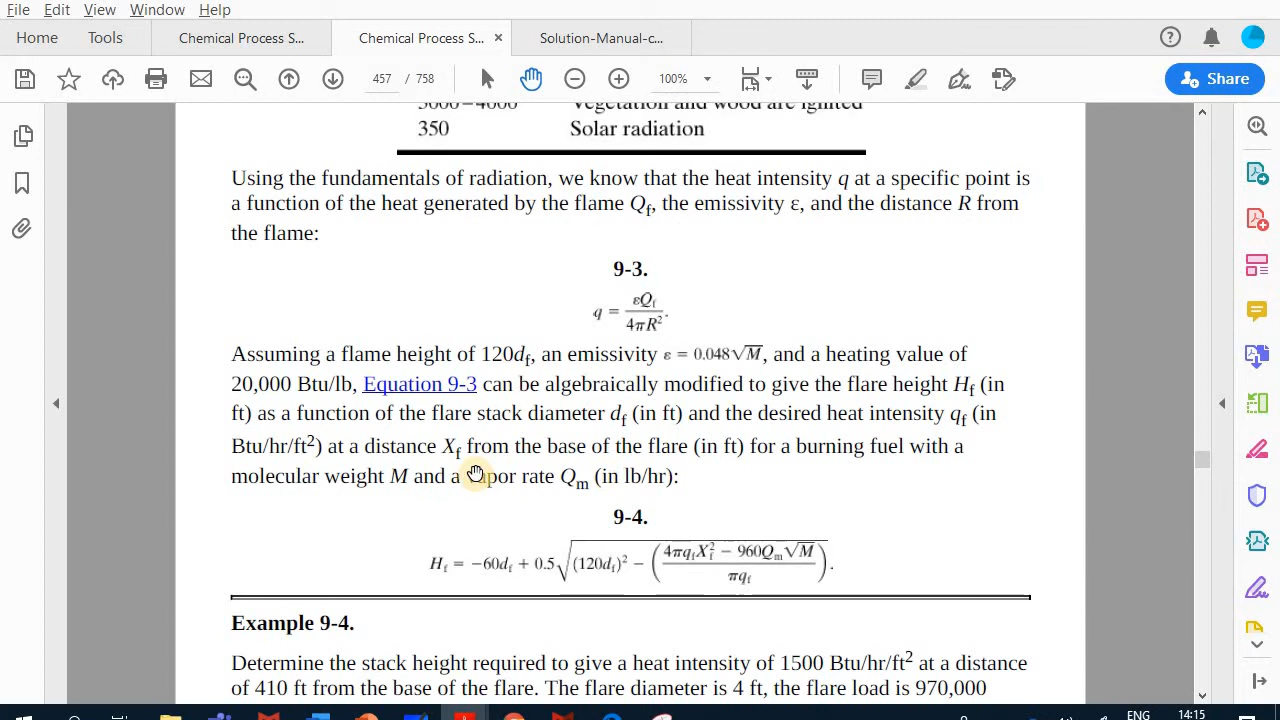 File Edit View Window Help
Home Tools Chemical Process S... Chemical Process S... × Solution-Manual-c...
457 / 758 100% Share
3000–4000 Vegetation and wood are ignited
350 Solar radiation
Using the fundamentals of radiation, we know that the heat intensity q at a specific point is
a function of the heat generated by the flame Qf, the emissivity ε, and the distance R from
the flame:
9-3.
q = εQf / 4πR².
Assuming a flame height of 120df, an emissivity ε = 0.048√M, and a heating value of
20,000 Btu/lb, Equation 9-3 can be algebraically modified to give the flare height Hf (in
ft) as a function of the flare stack diameter df (in ft) and the desired heat intensity qf (in
Btu/hr/ft²) at a distance Xf from the base of the flare (in ft) for a burning fuel with a
molecular weight M and a vapor rate Qm (in lb/hr):
9-4.
Hf = −60df + 0.5√((120df)² − ((4πqfXf² − 960Qm√M) / πqf)).
Example 9-4.
Determine the stack height required to give a heat intensity of 1500 Btu/hr/ft² at a distance
of 410 ft from the base of the flare. The flare diameter is 4 ft, the flare load is 970,000
ENG 14:15